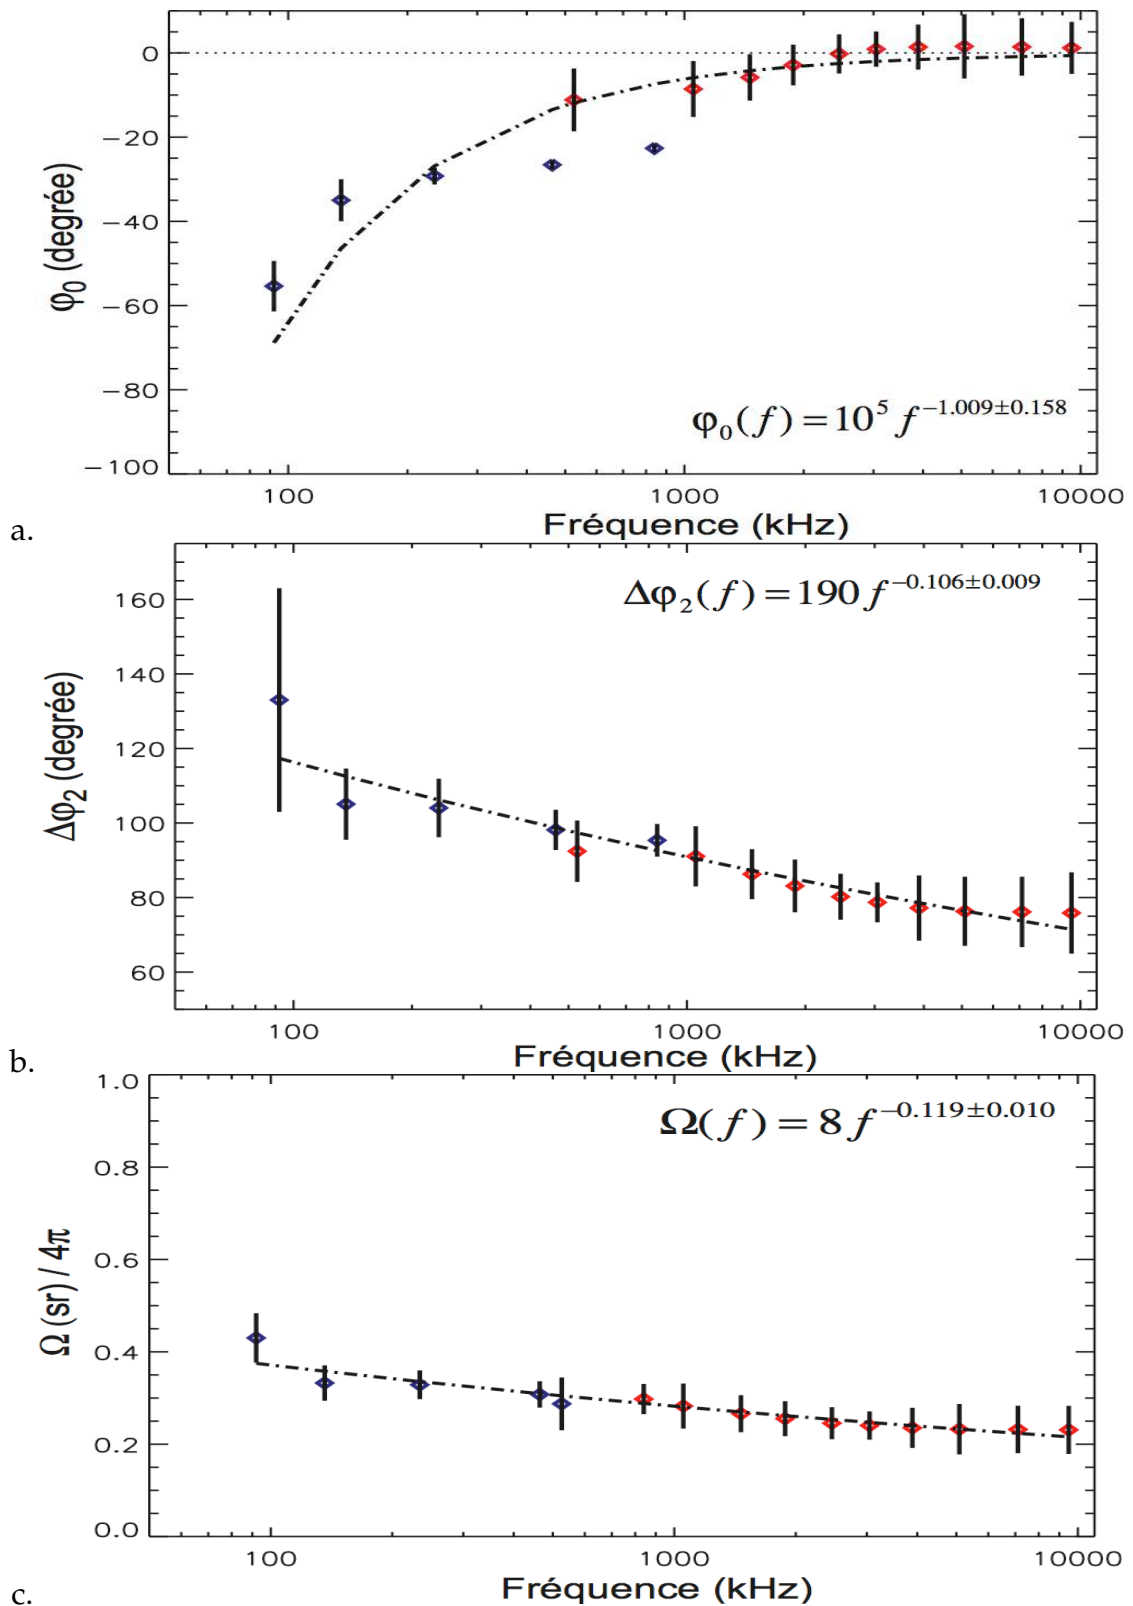 0
−20
−40
−60
−80
−100
φ₀ (degrée)
φ₀(f) = 10⁵ f^−1.009±0.158
100 1000 10000
Fréquence (kHz)
a.
160
140
120
100
80
60
Δφ₂ (degrée)
Δφ₂(f) = 190 f^−0.106±0.009
100 1000 10000
Fréquence (kHz)
b.
1.0
0.8
0.6
0.4
0.2
0.0
Ω (sr) / 4π
Ω(f) = 8 f^−0.119±0.010
100 1000 10000
Fréquence (kHz)
c.